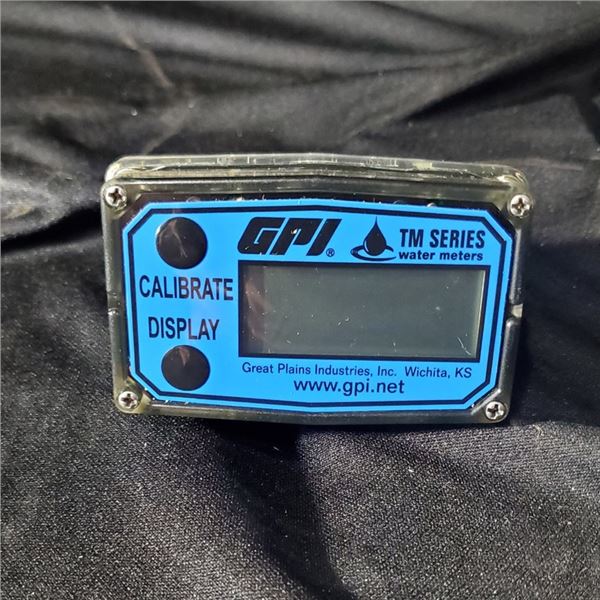 GPI®
TM SERIES
water meters
CALIBRATE
DISPLAY
Great Plains Industries, Inc. Wichita, KS
www.gpi.net